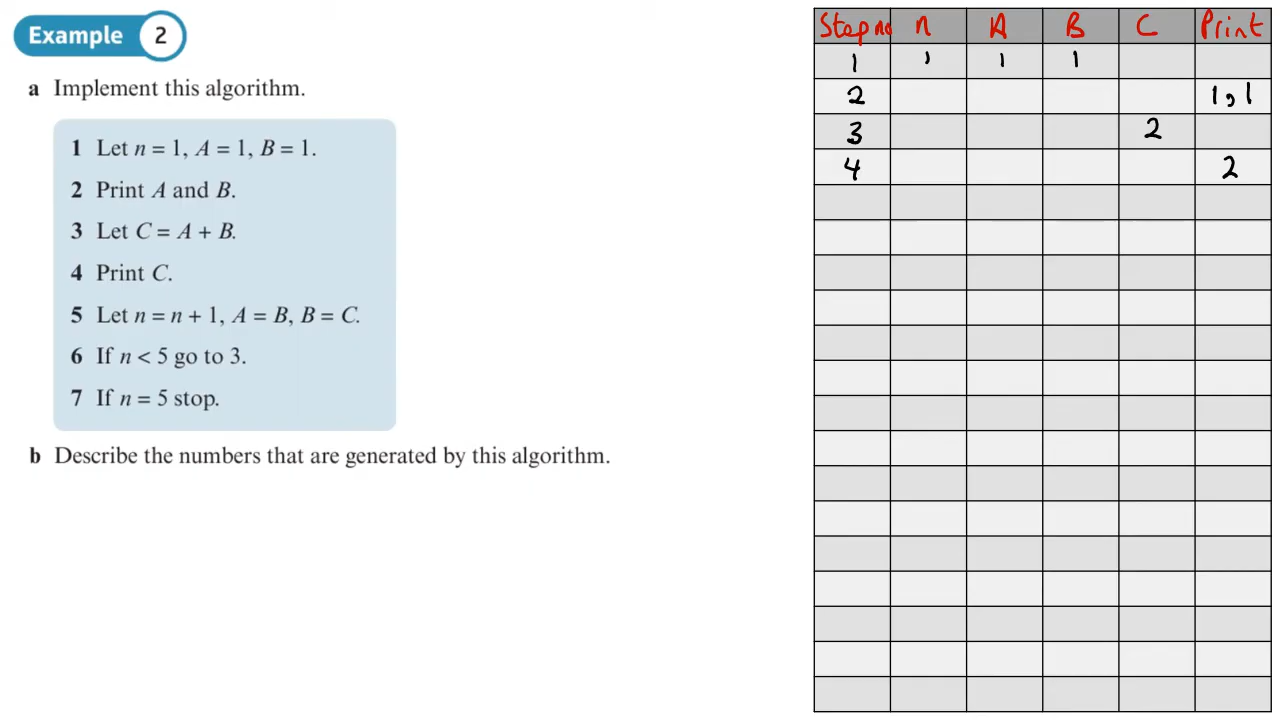 Example 2
a Implement this algorithm.
1 Let n = 1, A = 1, B = 1.
2 Print A and B.
3 Let C = A + B.
4 Print C.
5 Let n = n + 1, A = B, B = C.
6 If n < 5 go to 3.
7 If n = 5 stop.
b Describe the numbers that are generated by this algorithm.
Step no n A B C Print
1 1 1 1
2 1,1
3 2
4 2